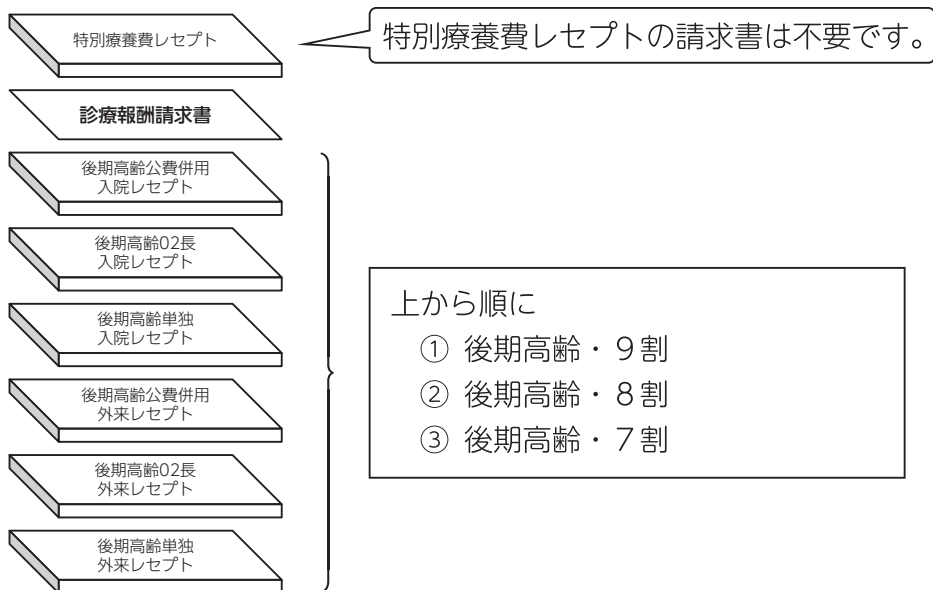 特別療養費レセプト
特別療養費レセプトの請求書は不要です。
診療報酬請求書
後期高齢公費併用
入院レセプト
後期高齢02長
入院レセプト
後期高齢単独
入院レセプト
後期高齢公費併用
外来レセプト
後期高齢02長
外来レセプト
後期高齢単独
外来レセプト
上から順に
① 後期高齢・９割
② 後期高齢・８割
③ 後期高齢・７割